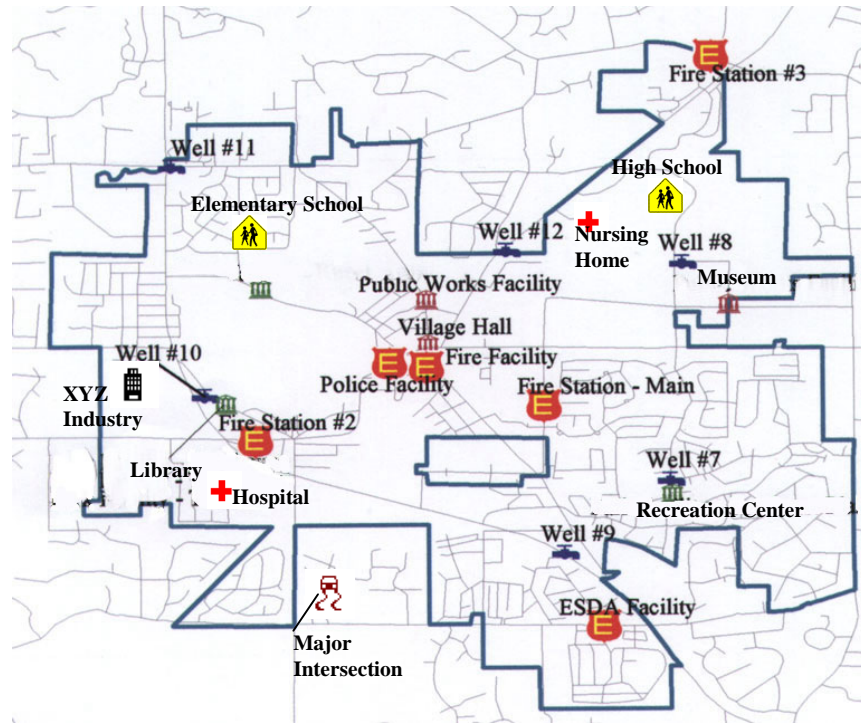 Fire Station #3
Well #11
High School
Elementary School
Well #12
Nursing
Home
Well #8
Museum
Public Works Facility
Village Hall
Well #10
Fire Facility
Police Facility
XYZ
Industry
Fire Station - Main
Fire Station #2
Library
Hospital
Well #7
Recreation Center
Well #9
ESDA Facility
Major
Intersection
E
E
E
E
E
E